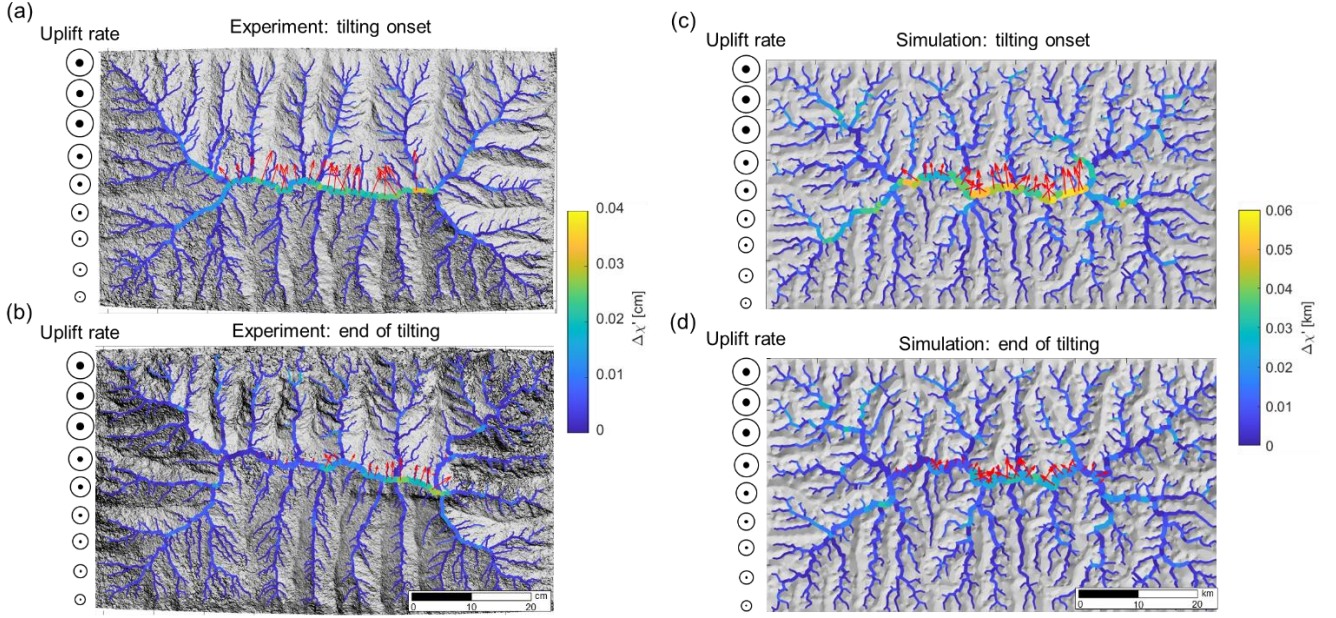 (a)
Experiment: tilting onset
Uplift rate
(b)
Experiment: end of tilting
Uplift rate
0 10 20
cm
0.04
0.03
0.02
0.01
0
Δχ' [cm]
(c)
Simulation: tilting onset
Uplift rate
(d)
Simulation: end of tilting
Uplift rate
0 10 20
km
0.06
0.05
0.04
0.03
0.02
0.01
0
Δχ' [km]